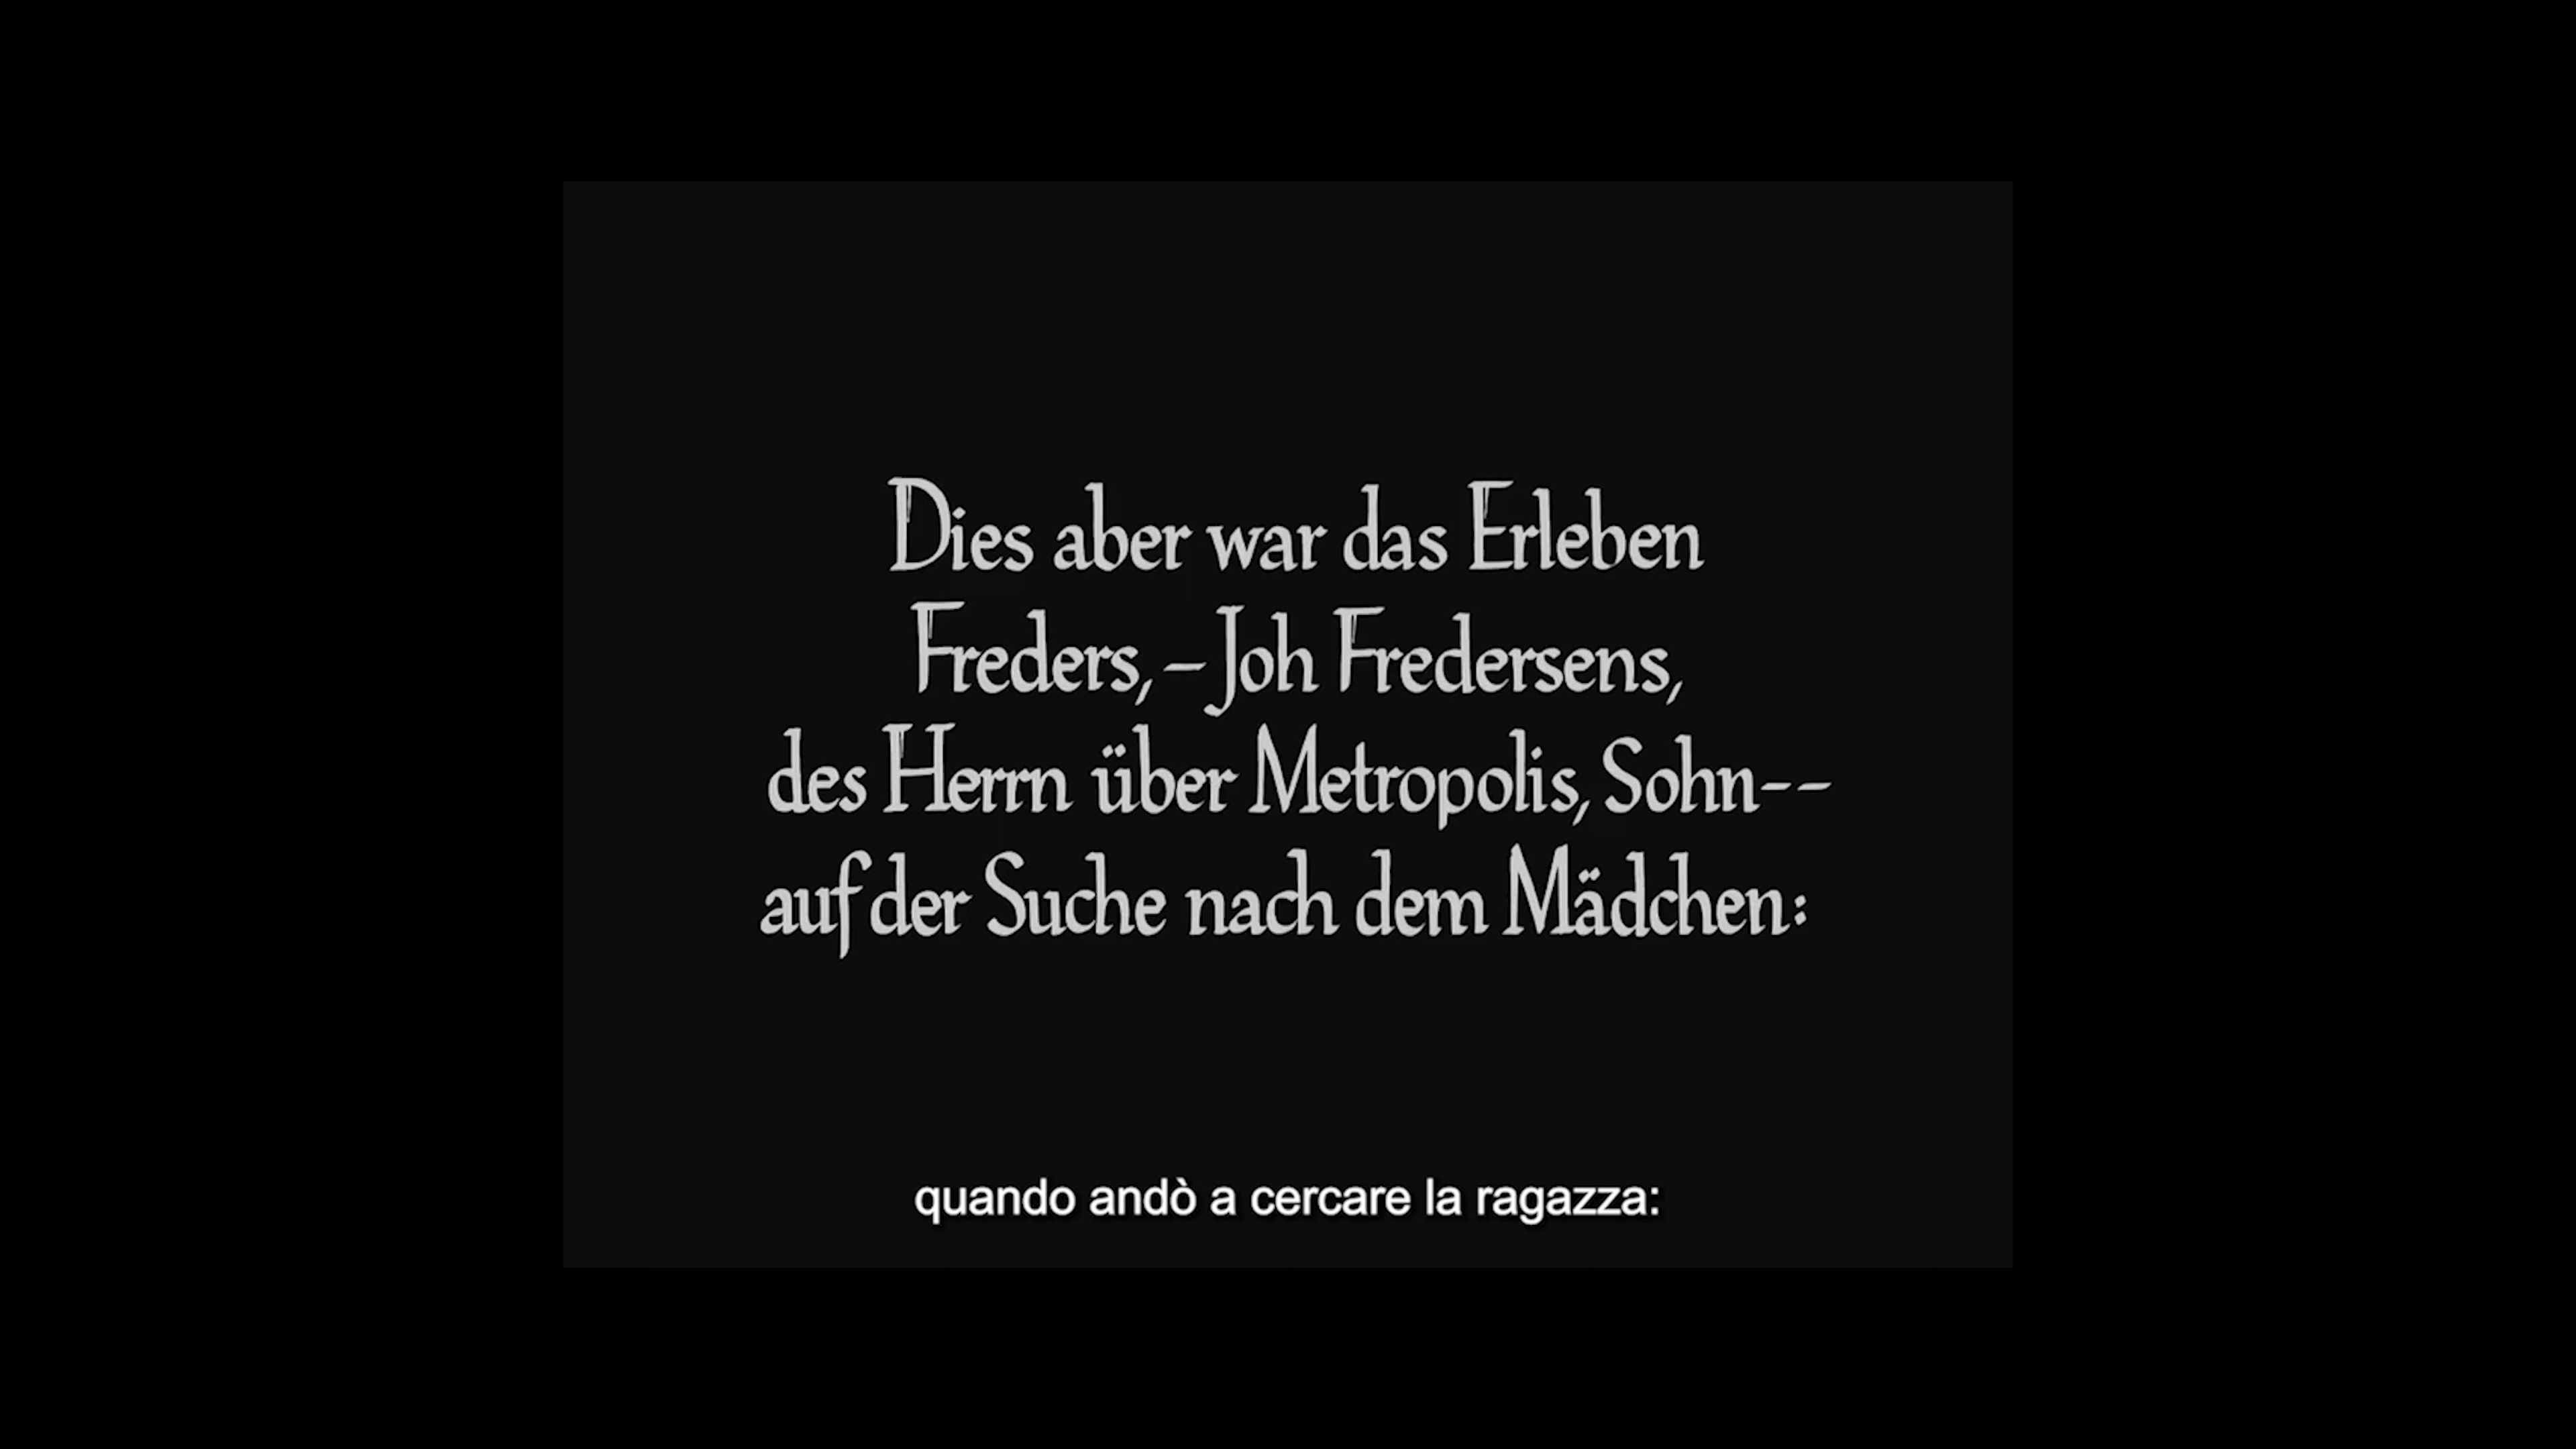 Dies aber war das Erleben
Freders, – Joh Fredersens,
des Herrn über Metropolis, Sohn--
auf der Suche nach dem Mädchen:
quando andò a cercare la ragazza: